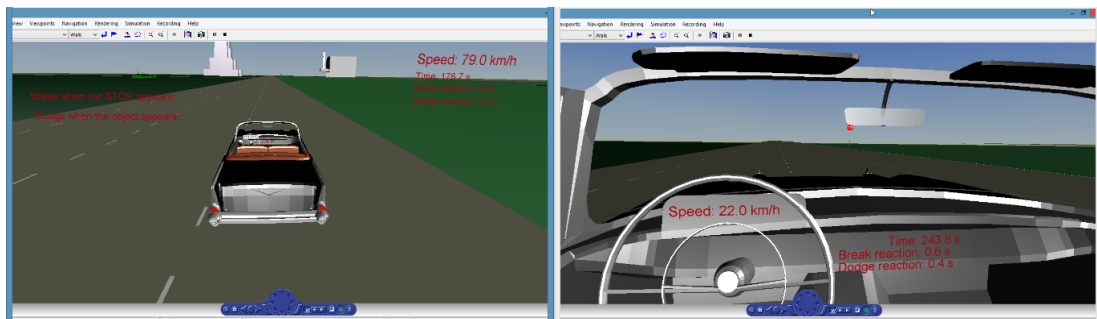 View Viewpoints Navigation Rendering Simulation Recording Help
Walk
Speed: 79.0 km/h
Time: 176.7 s
Brake when the STOP appears!
Dodge when the object appears!
Viewpoints Navigation Rendering Simulation Recording Help
Walk
Speed: 22.0 km/h
Time: 243.8 s
Break reaction: 0.6 s
Dodge reaction: 0.4 s